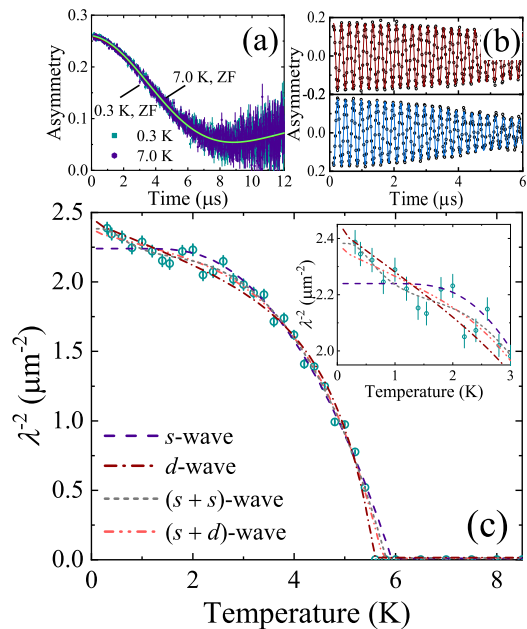 (a)
7.0 K, ZF
0.3 K, ZF
0.3 K
7.0 K
Asymmetry
0.3
0.2
0.1
0.0
0 2 4 6 8 10 12
Time (μs)
(b)
Asymmetry
0.2
0.0
0.2
0.0
0.2
0 1 2 3 4 5 6
Time (μs)
λ⁻² (μm⁻²)
2.5
2.0
1.5
1.0
0.5
0.0
s-wave
d-wave
(s + s)-wave
(s + d)-wave
(c)
0 2 4 6 8
Temperature (K)
λ⁻² (μm⁻²)
2.4
2.2
2.0
0 1 2 3
Temperature (K)